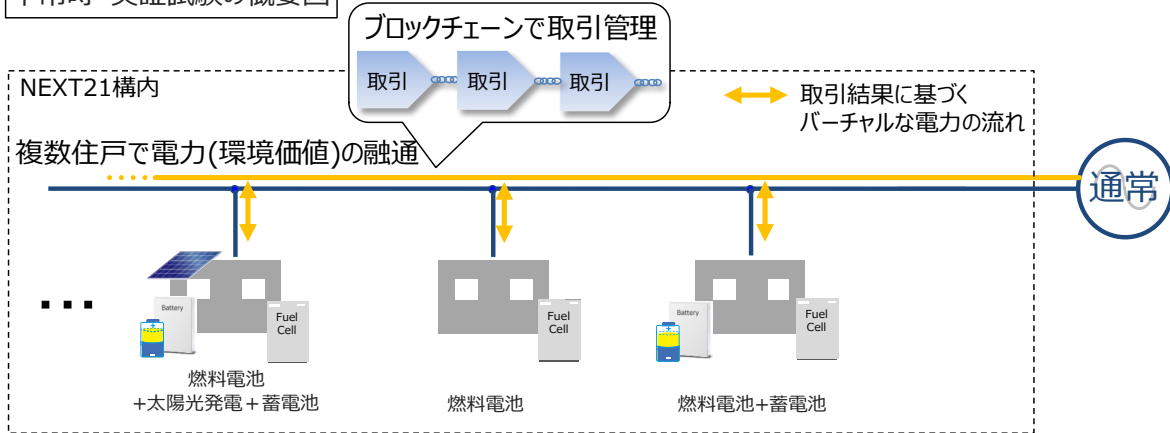 ブロックチェーンで取引管理
取引 取引 取引
NEXT21構内
取引結果に基づく
バーチャルな電力の流れ
複数住戸で電力(環境価値)の融通
通常
Battery
Fuel
Cell
Fuel
Cell
Battery
Fuel
Cell
燃料電池
+太陽光発電+蓄電池
燃料電池
燃料電池+蓄電池